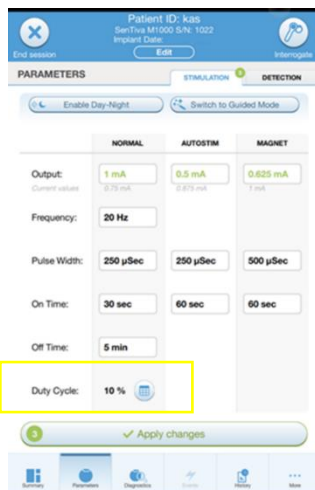 Patient
ID: kas
SenTiva M1000 S/N: 1022
Implant Date:
End session
Edit
Interrogate
PARAMETERS
STIMULATION 3 DETECTION
Enable Day-Night
Switch to Guided Mode
NORMAL AUTOSTIM MAGNET
Output: 1 mA 0.5 mA 0.625 mA
Current values 0.75 mA 0.875 mA 1 mA
Frequency: 20 Hz
Pulse Width: 250 µSec 250 µSec 500 µSec
On Time: 30 sec 60 sec 60 sec
Off Time: 5 min
Duty Cycle: 10 %
3 Apply changes
Summary Parameters Diagnostics Events History More